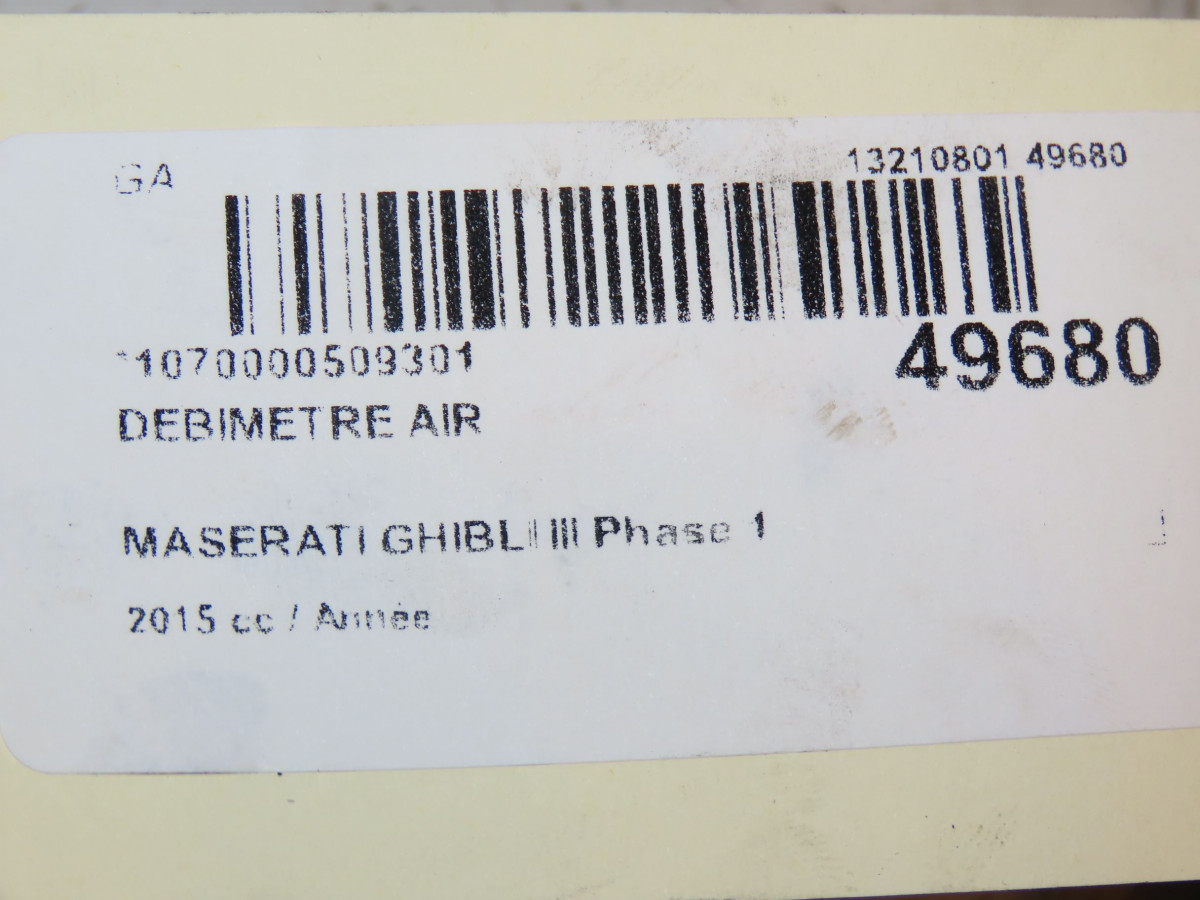 GA
13210801 49680
*1070000509301
49680
DEBIMETRE AIR
MASERATI GHIBLI III Phase 1
2015 cc / Année